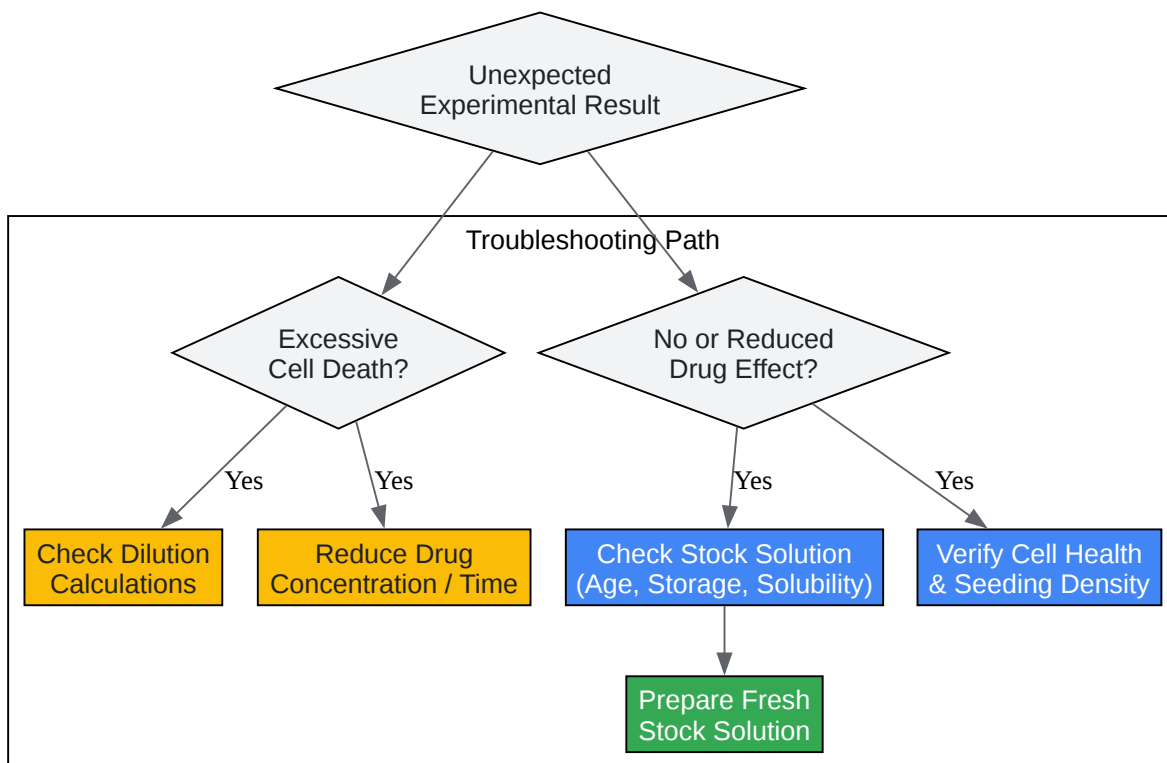 Unexpected
Experimental Result
Troubleshooting Path
Excessive
Cell Death?
No or Reduced
Drug Effect?
Yes
Yes
Yes
Yes
Check Dilution
Calculations
Reduce Drug
Concentration / Time
Check Stock Solution
(Age, Storage, Solubility)
Verify Cell Health
& Seeding Density
Prepare Fresh
Stock Solution